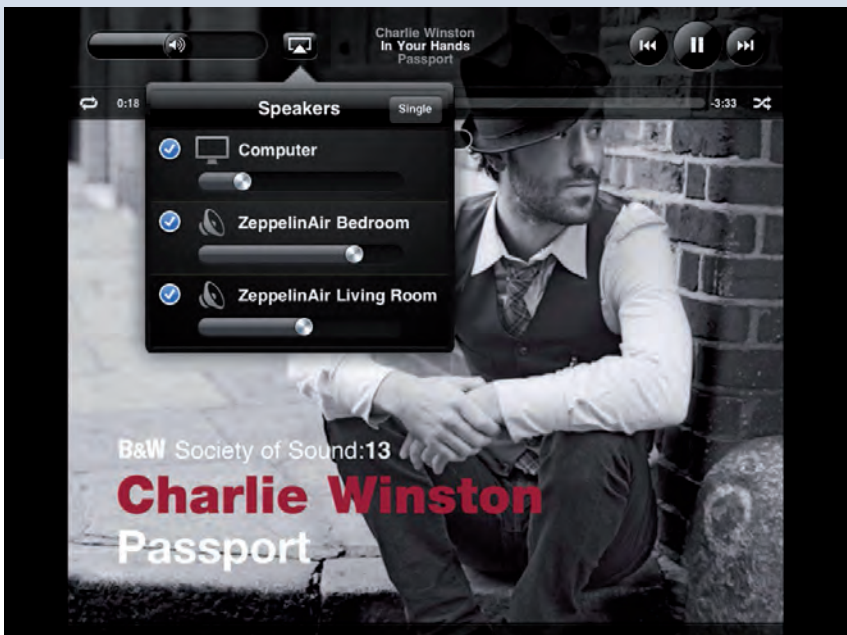 Charlie Winston
In Your Hands
Passport
0:18
-3:33
Speakers
Single
Computer
ZeppelinAir Bedroom
ZeppelinAir Living Room
B&W Society of Sound:13
Charlie Winston
Passport